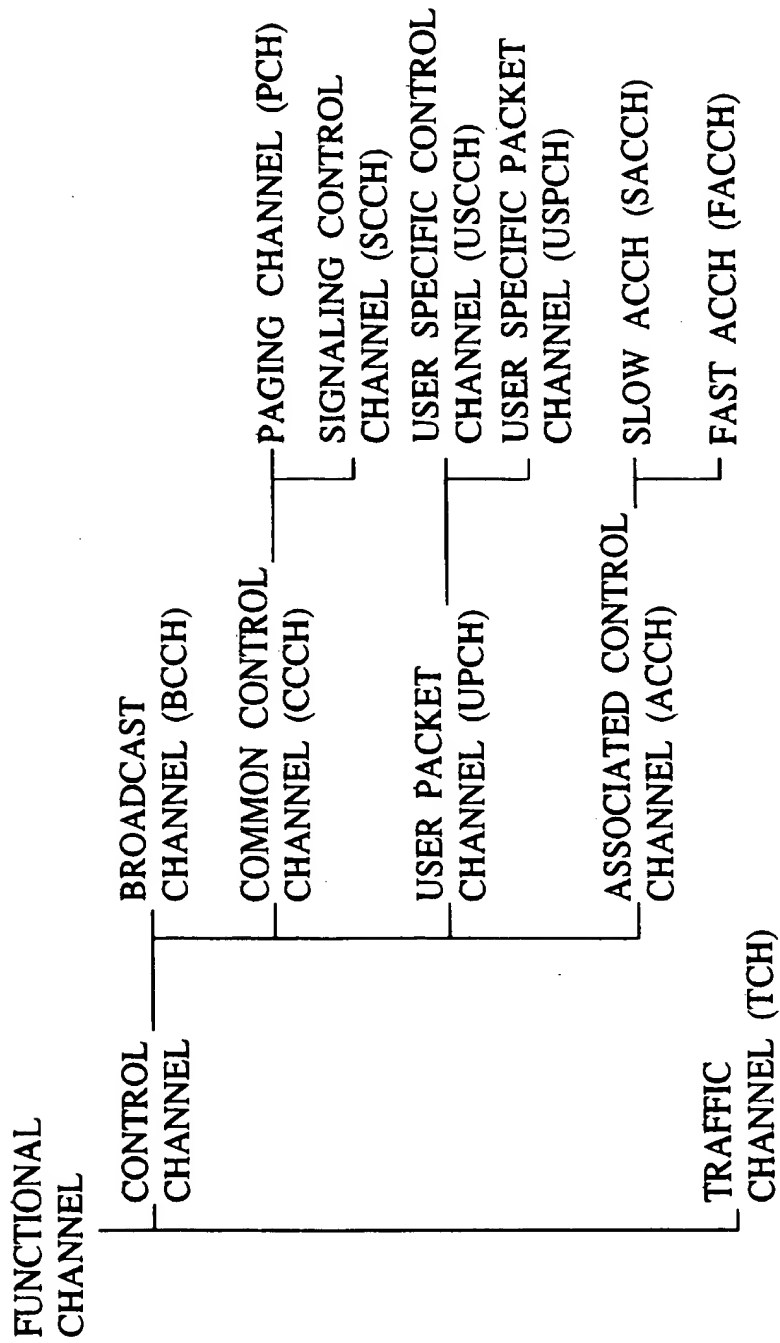 FUNCTIONAL
CHANNEL
CONTROL
CHANNEL
BROADCAST
CHANNEL (BCCH)
COMMON CONTROL
CHANNEL (CCCH)
PAGING CHANNEL (PCH)
SIGNALING CONTROL
CHANNEL (SCCH)
USER PACKET
CHANNEL (UPCH)
USER SPECIFIC CONTROL
CHANNEL (USCCH)
USER SPECIFIC PACKET
CHANNEL (USPCH)
ASSOCIATED CONTROL
CHANNEL (ACCH)
SLOW ACCH (SACCH)
FAST ACCH (FACCH)
TRAFFIC
CHANNEL (TCH)